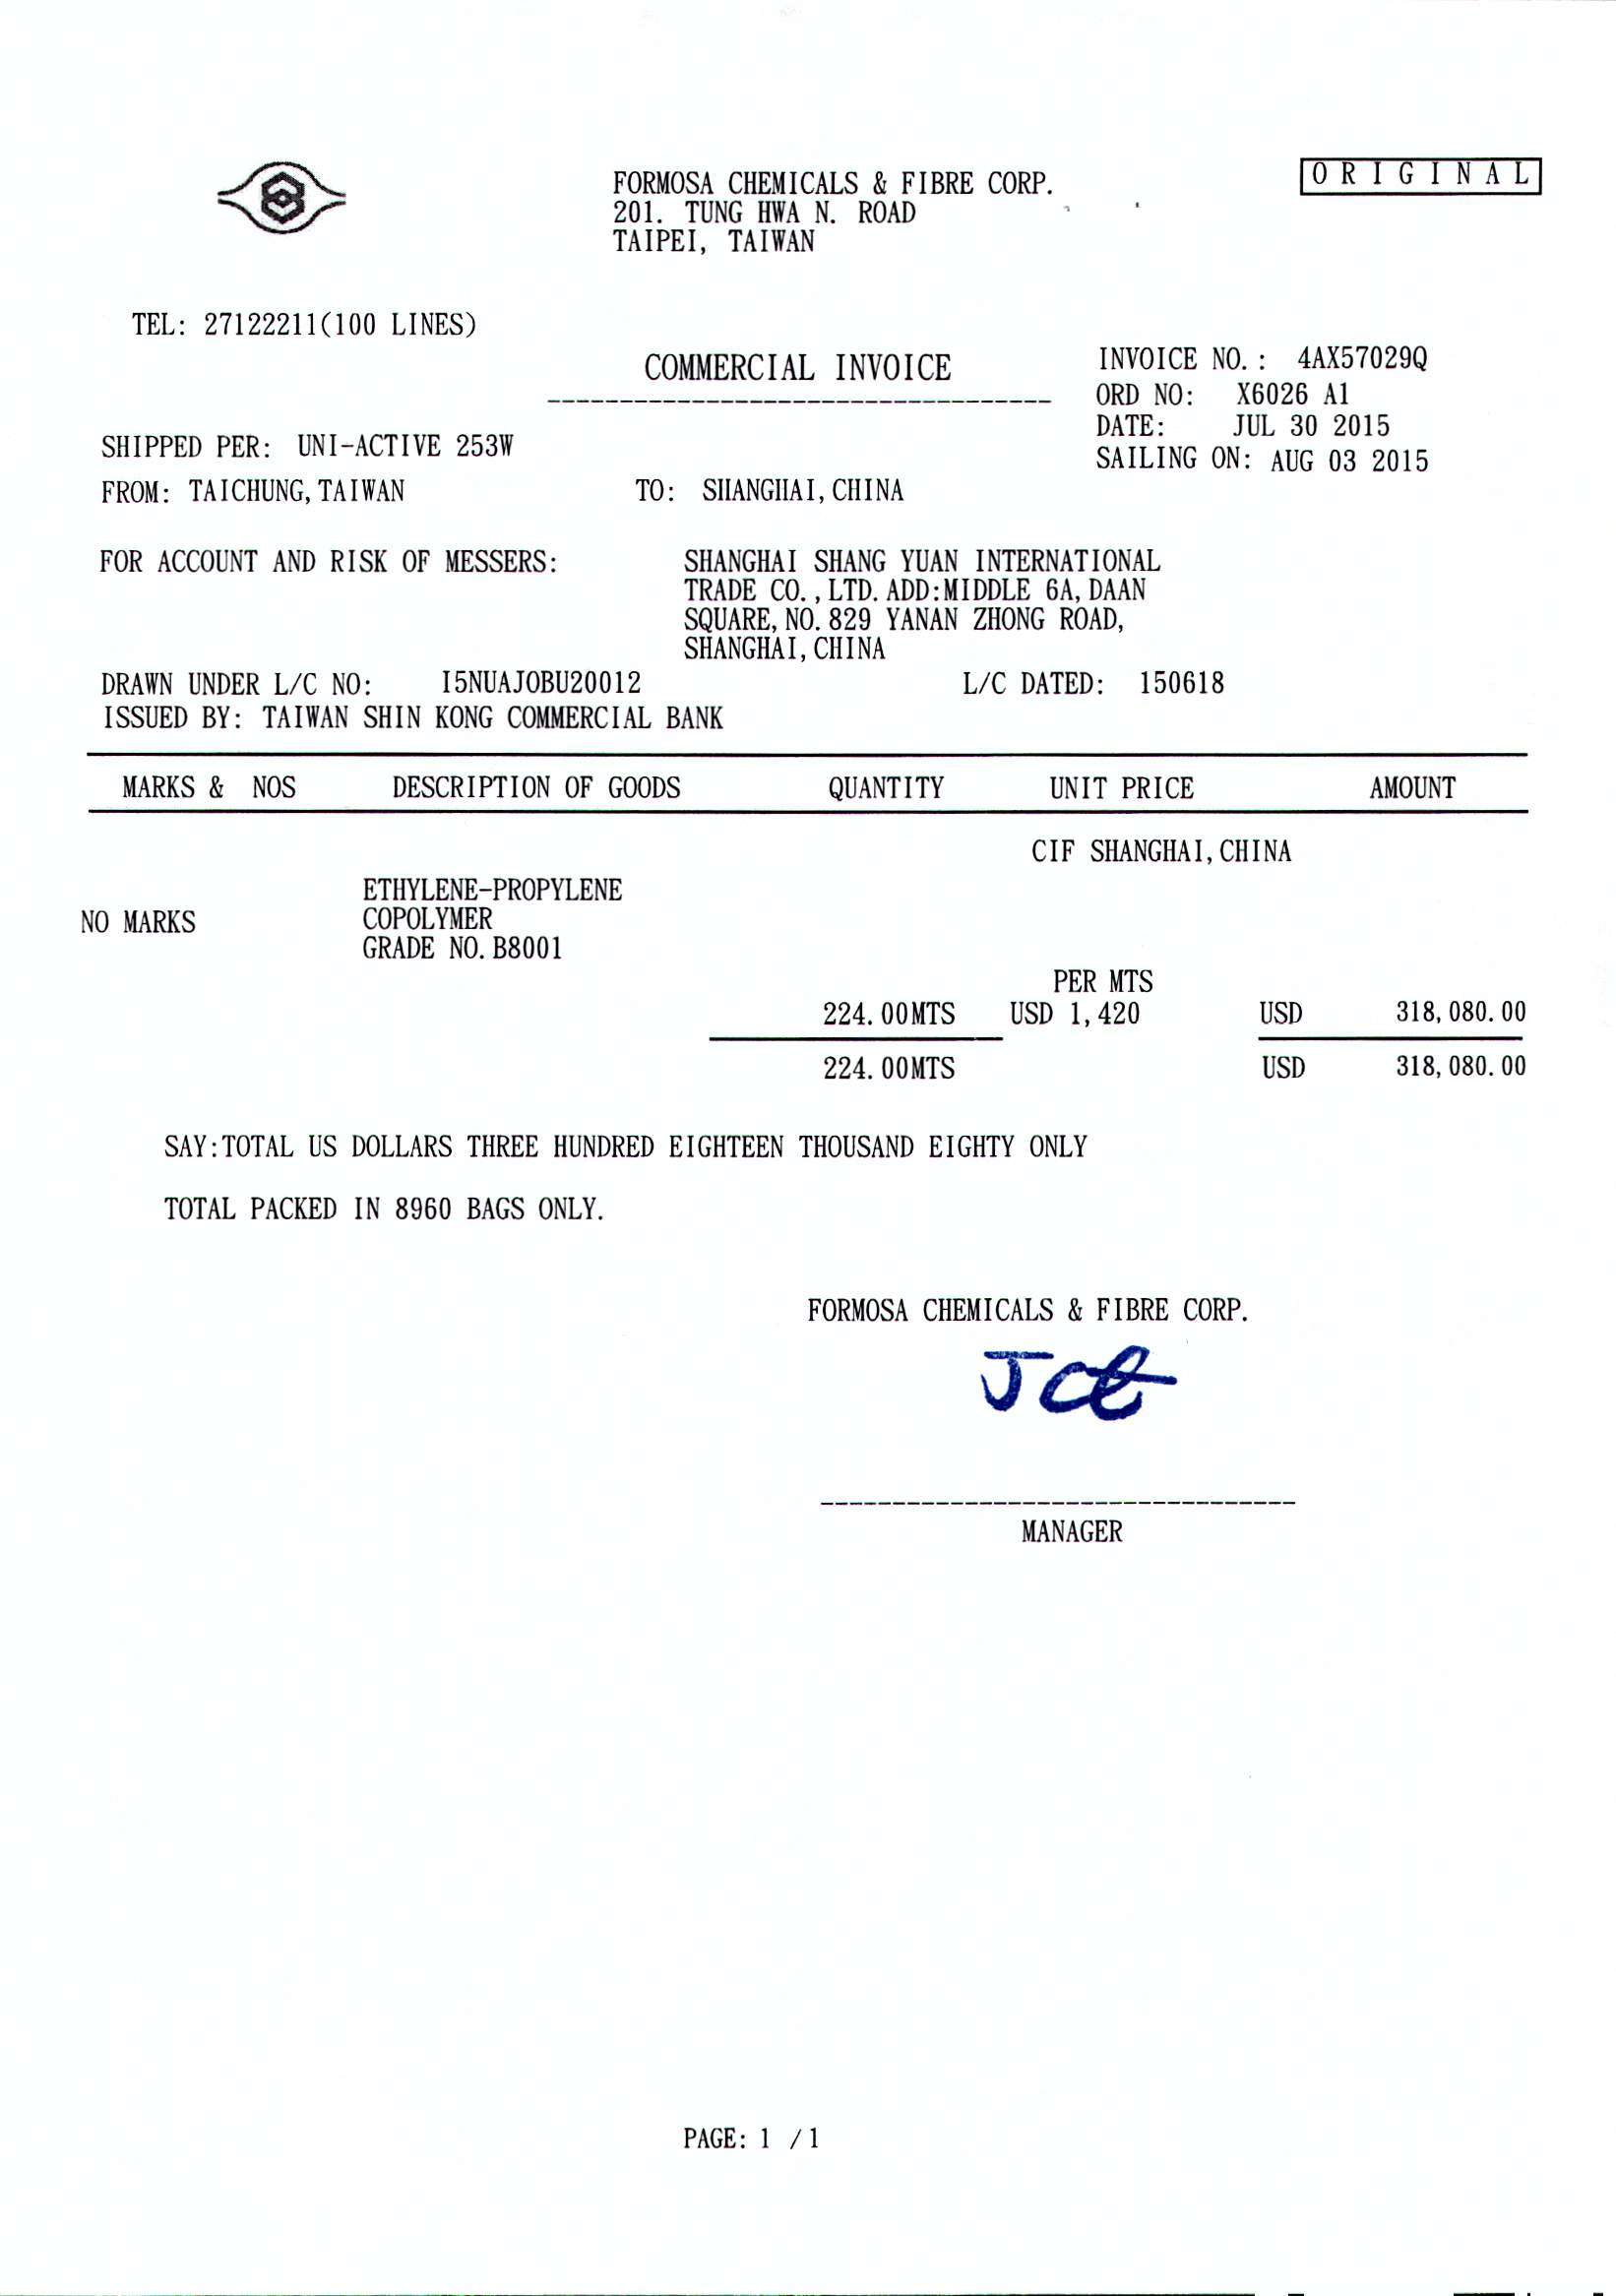 FORMOSA CHEMICALS & FIBRE CORP.
ORIGINAL
201. TUNG HWA N. ROAD
TAIPEI, TAIWAN
TEL: 27122211(100 LINES)
COMMERCIAL INVOICE
INVOICE NO.: 4AX57029Q
ORD NO: X6026 A1
DATE: JUL 30 2015
SAILING ON: AUG 03 2015
SHIPPED PER: UNI-ACTIVE 253W
FROM: TAICHUNG, TAIWAN TO: SHANGHAI, CHINA
FOR ACCOUNT AND RISK OF MESSERS: SHANGHAI SHANG YUAN INTERNATIONAL
TRADE CO., LTD. ADD:MIDDLE 6A, DAAN
SQUARE, NO. 829 YANAN ZHONG ROAD,
SHANGHAI, CHINA
DRAWN UNDER L/C NO: I5NUAJOBU20012 L/C DATED: 150618
ISSUED BY: TAIWAN SHIN KONG COMMERCIAL BANK
MARKS & NOS DESCRIPTION OF GOODS QUANTITY UNIT PRICE AMOUNT
CIF SHANGHAI, CHINA
ETHYLENE-PROPYLENE
NO MARKS COPOLYMER
GRADE NO. B8001
PER MTS
224.00MTS USD 1,420 USD 318,080.00
224.00MTS USD 318,080.00
SAY:TOTAL US DOLLARS THREE HUNDRED EIGHTEEN THOUSAND EIGHTY ONLY
TOTAL PACKED IN 8960 BAGS ONLY.
FORMOSA CHEMICALS & FIBRE CORP.
MANAGER
PAGE: 1 /1